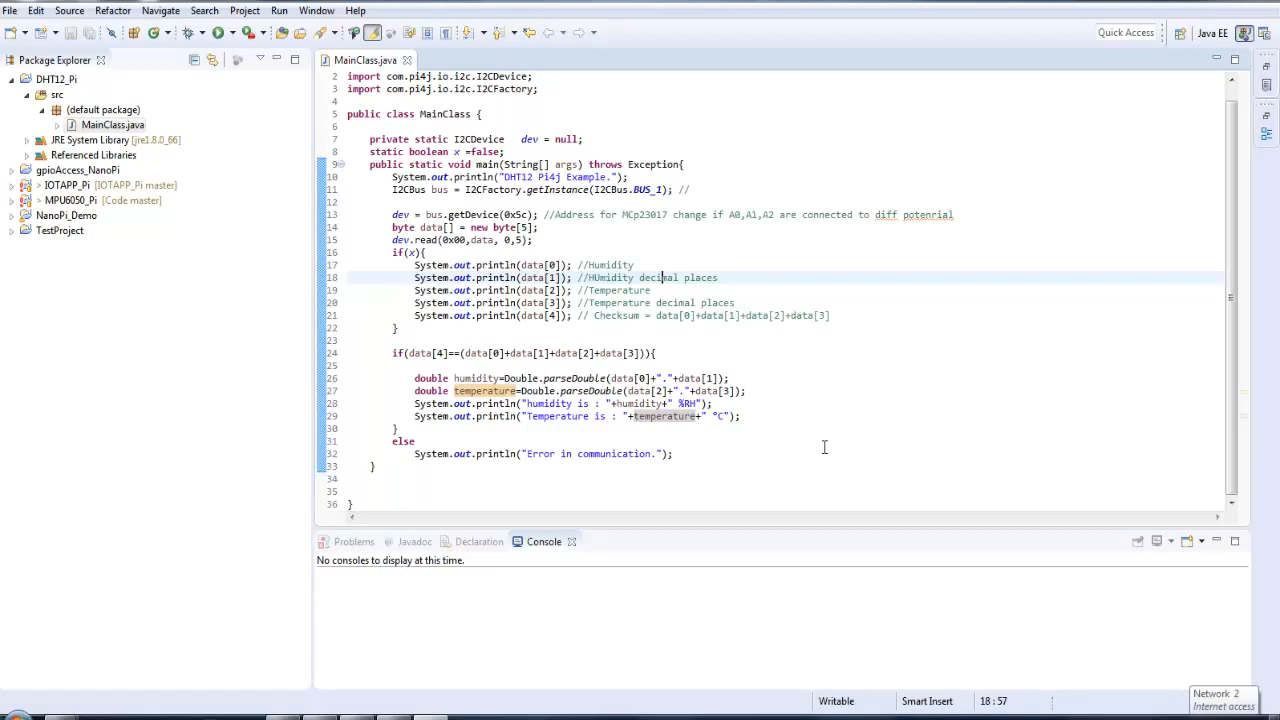 File Edit Source Refactor Navigate Search Project Run Window Help
Quick Access
Java EE
Package Explorer
MainClass.java
DHT12_Pi
src
(default package)
MainClass.java
JRE System Library [jre1.8.0_66]
Referenced Libraries
gpioAccess_NanoPi
> IOTAPP_Pi [IOTAPP_Pi master]
> MPU6050_Pi [Code master]
NanoPi_Demo
TestProject
2 import com.pi4j.io.i2c.I2CDevice;
3 import com.pi4j.io.i2c.I2CFactory;
4
5 public class MainClass {
6
7 private static I2CDevice dev = null;
8 static boolean x =false;
9 public static void main(String[] args) throws Exception{
10 System.out.println("DHT12 Pi4j Example.");
11 I2CBus bus = I2CFactory.getInstance(I2CBus.BUS_1); //
12
13 dev = bus.getDevice(0x5c); //Address for MCp23017 change if A0,A1,A2 are connected to diff potenrial
14 byte data[] = new byte[5];
15 dev.read(0x00,data, 0,5);
16 if(x){
17 System.out.println(data[0]); //Humidity
18 System.out.println(data[1]); //HUmidity decimal places
19 System.out.println(data[2]); //Temperature
20 System.out.println(data[3]); //Temperature decimal places
21 System.out.println(data[4]); // Checksum = data[0]+data[1]+data[2]+data[3]
22 }
23
24 if(data[4]==(data[0]+data[1]+data[2]+data[3])){
25
26 double humidity=Double.parseDouble(data[0]+"."+data[1]);
27 double temperature=Double.parseDouble(data[2]+"."+data[3]);
28 System.out.println("humidity is : "+humidity+" %RH");
29 System.out.println("Temperature is : "+temperature+" °C");
30 }
31 else
32 System.out.println("Error in communication.");
33 }
34
35
36 }
Problems @ Javadoc Declaration Console
No consoles to display at this time.
Writable Smart Insert 18 : 57
Network 2
Internet access